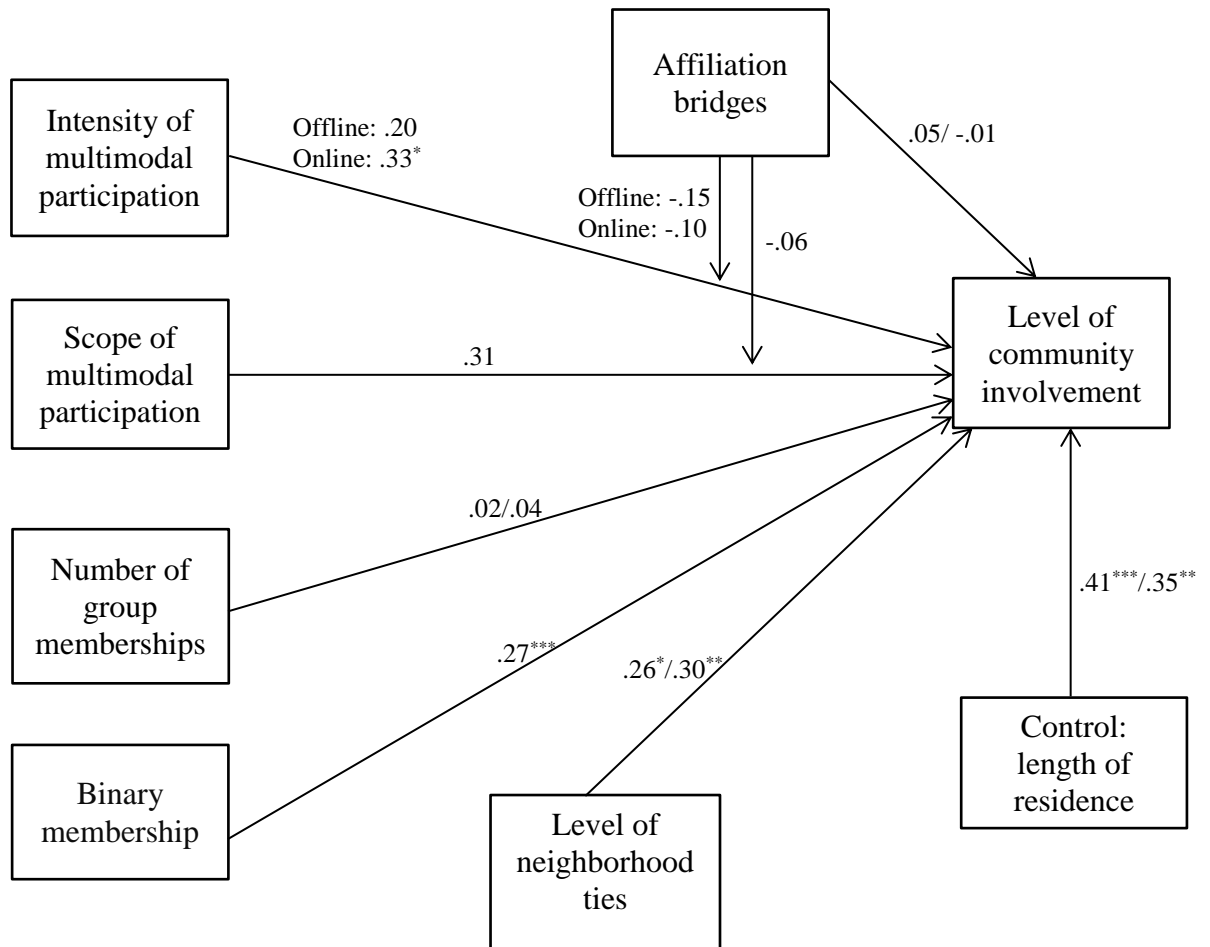 Affiliation
bridges
Intensity of
multimodal
participation
Offline: .20
Online: .33*
.05/ -.01
Offline: -.15
Online: -.10
-.06
Scope of
multimodal
participation
.31
Level of
community
involvement
Number of
group
memberships
.02/.04
.41***/.35**
.27***
.26*/.30**
Binary
membership
Level of
neighborhood
ties
Control:
length of
residence